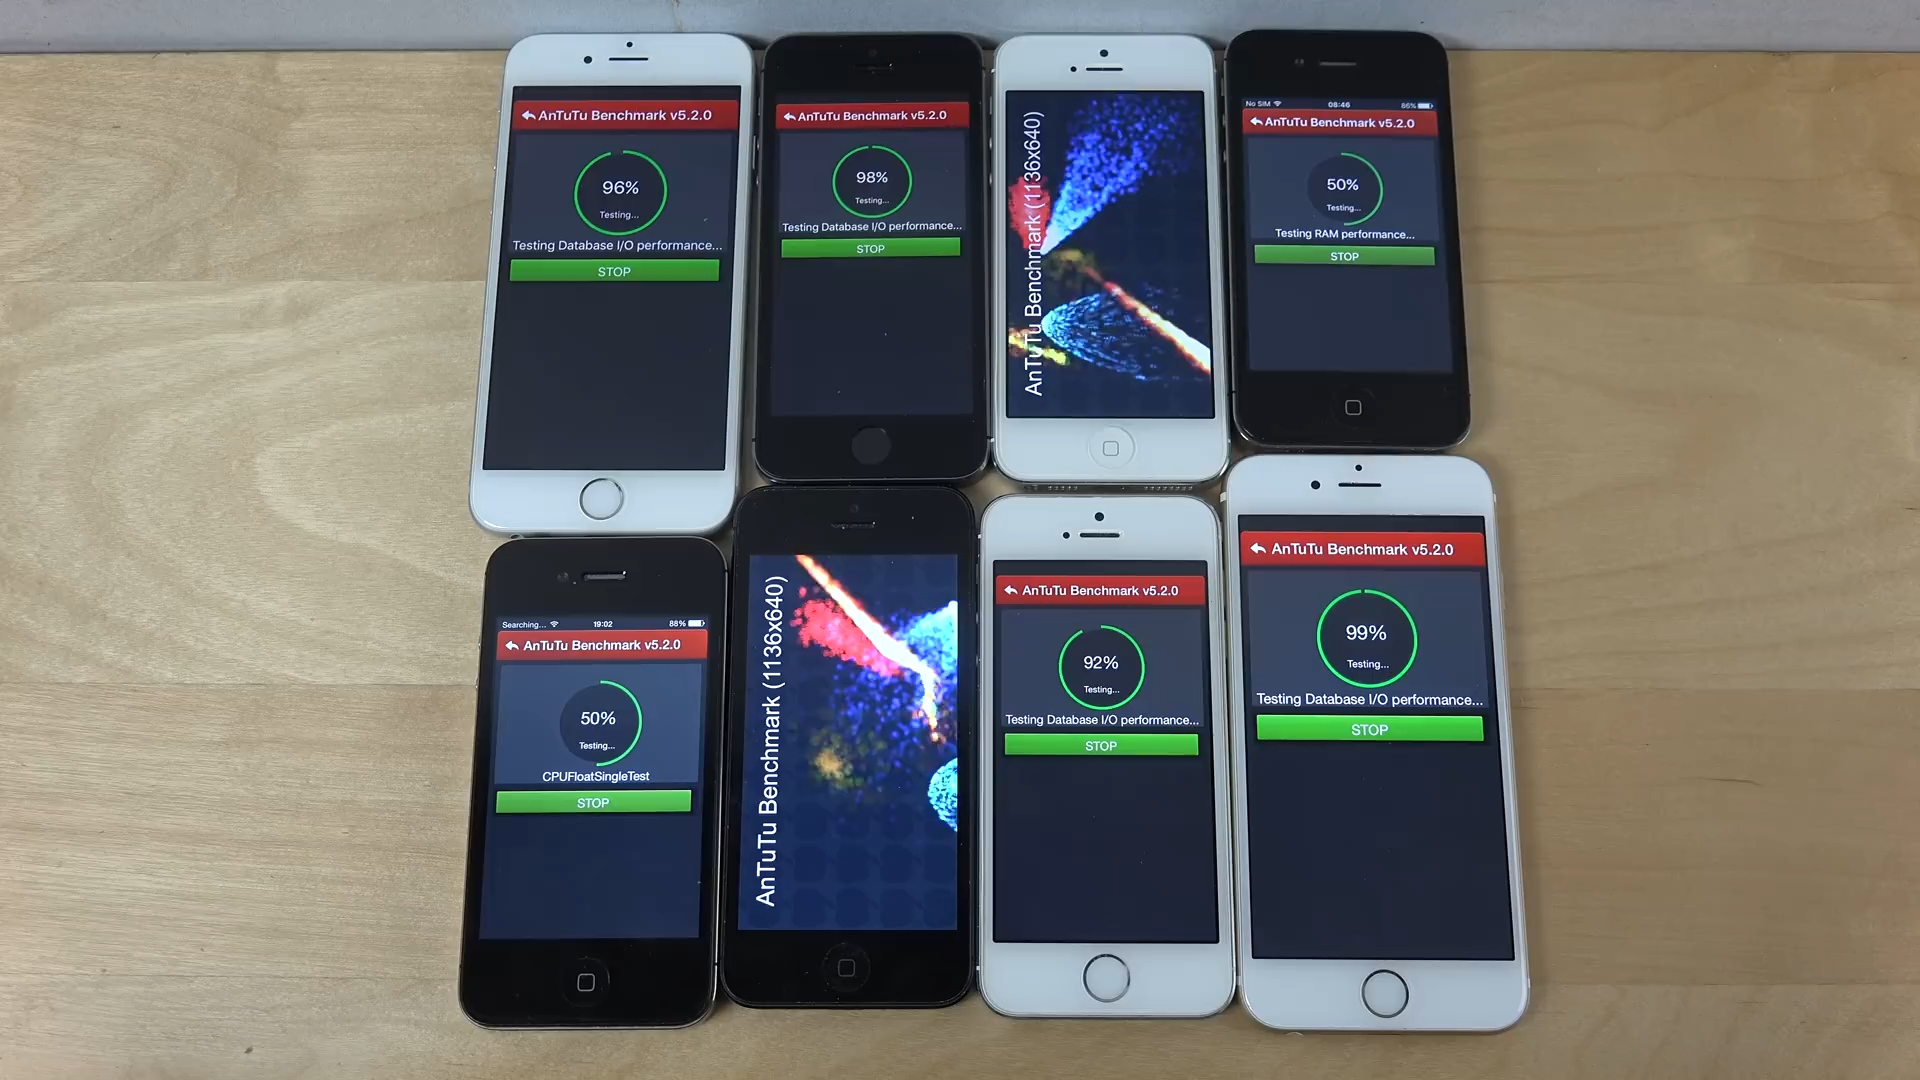 AnTuTu Benchmark v5.2.0
96%
Testing...
Testing Database I/O performance...
STOP
AnTuTu Benchmark v5.2.0
98%
Testing...
Testing Database I/O performance...
STOP
AnTuTu Benchmark (1136x640)
No SIM 08:46 86%
AnTuTu Benchmark v5.2.0
50%
Testing...
Testing RAM performance...
STOP
Searching... 19:02 88%
AnTuTu Benchmark v5.2.0
50%
Testing...
CPUFloatSingleTest
STOP
AnTuTu Benchmark (1136x640)
AnTuTu Benchmark v5.2.0
92%
Testing...
Testing Database I/O performance...
STOP
AnTuTu Benchmark v5.2.0
99%
Testing...
Testing Database I/O performance...
STOP